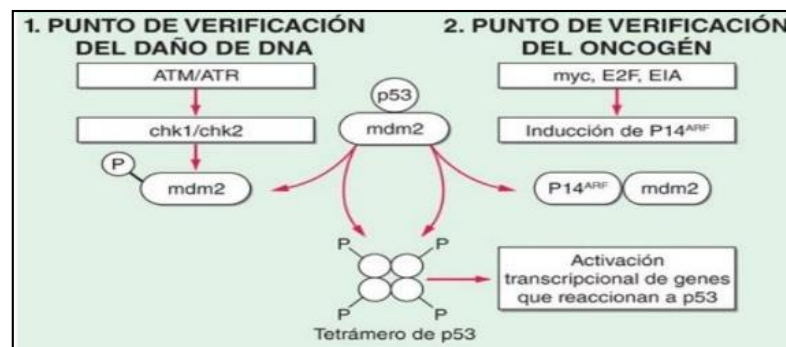 1. PUNTO DE VERIFICACIÓN
DEL DAÑO DE DNA
ATM/ATR
chk1/chk2
P
mdm2
p53
mdm2
2. PUNTO DE VERIFICACIÓN
DEL ONCOGÉN
myc, E2F, EIA
Inducción de P14ARF
P14ARF
mdm2
P
P
P
P
Tetrámero de p53
Activación
transcripcional de genes
que reaccionan a p53